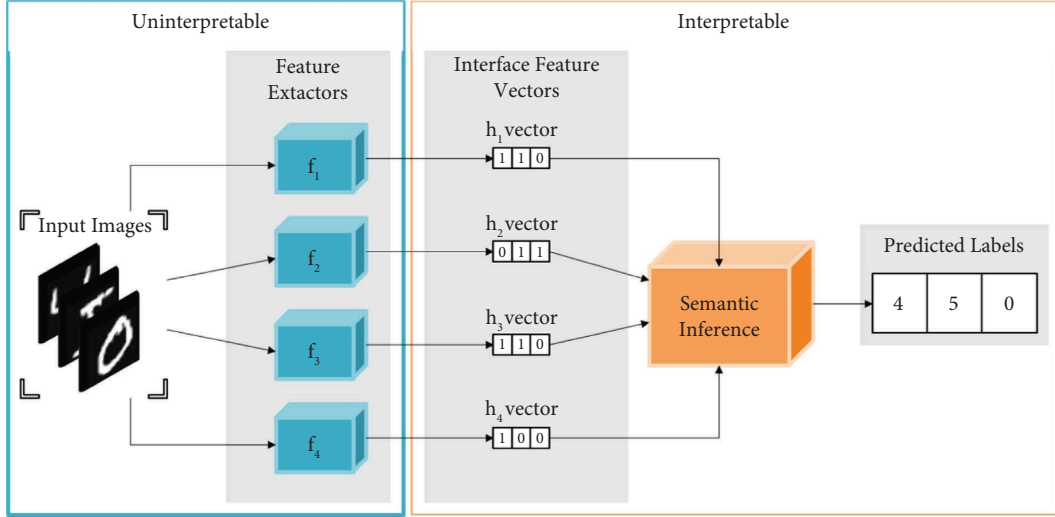 Uninterpretable
Interpretable
Feature
Extactors
Interface Feature
Vectors
Input Images
f₁
f₂
f₃
f₄
h₁ vector
1 1 0
h₂ vector
0 1 1
h₃ vector
1 1 0
h₄ vector
1 0 0
Semantic
Inference
Predicted Labels
4 5 0